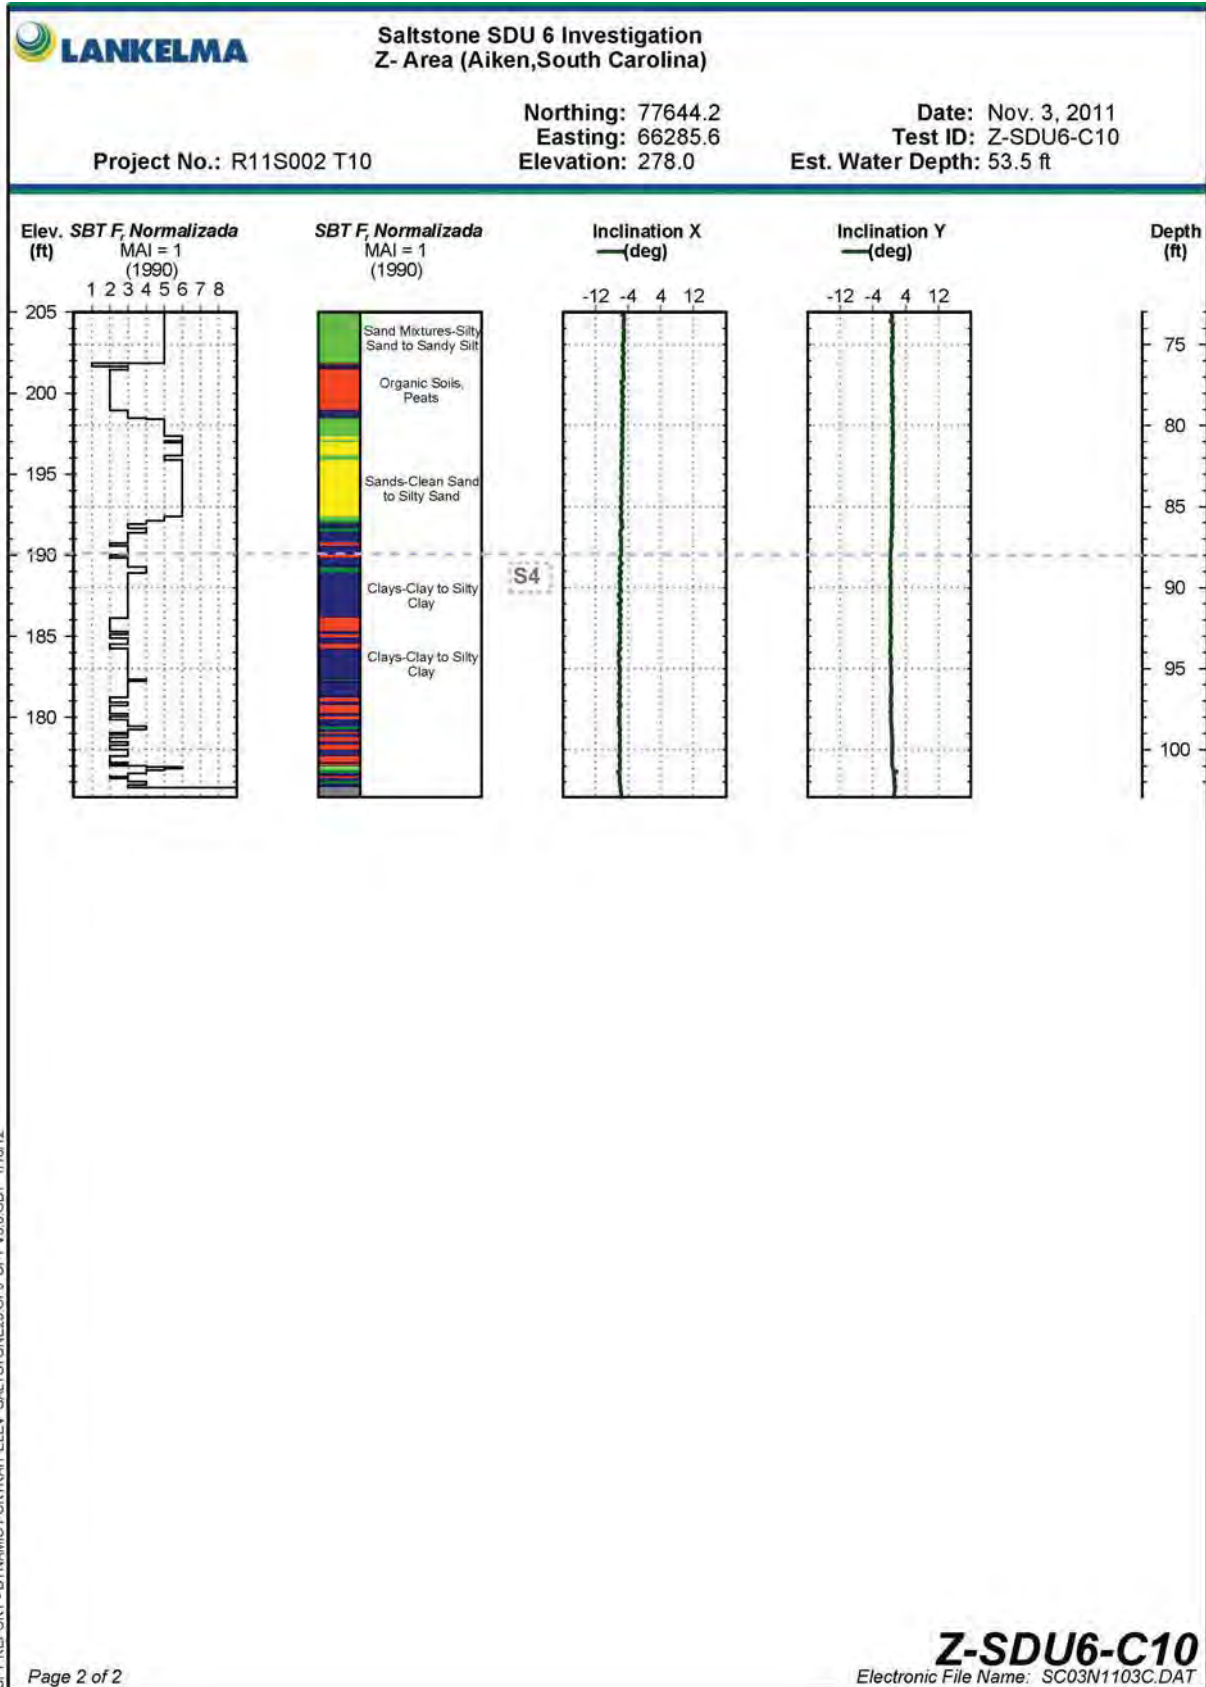 LANKELMA
Saltstone SDU 6 Investigation
Z- Area (Aiken,South Carolina)
Northing: 77644.2
Easting: 66285.6
Elevation: 278.0
Date: Nov. 3, 2011
Test ID: Z-SDU6-C10
Est. Water Depth: 53.5 ft
Project No.: R11S002 T10
Elev. (ft)
SBT F, Normalizada
MAI = 1
(1990)
1 2 3 4 5 6 7 8
SBT F, Normalizada
MAI = 1
(1990)
Inclination X
(deg)
-12 -4 4 12
Inclination Y
(deg)
-12 -4 4 12
Depth
(ft)
205
200
195
190
185
180
Sand Mixtures-Silty
Sand to Sandy Silt
Organic Soils,
Peats
Sands-Clean Sand
to Silty Sand
Clays-Clay to Silty
Clay
Clays-Clay to Silty
Clay
S4
75
80
85
90
95
100
Z-SDU6-C10
Page 2 of 2
Electronic File Name: SC03N1103C.DAT